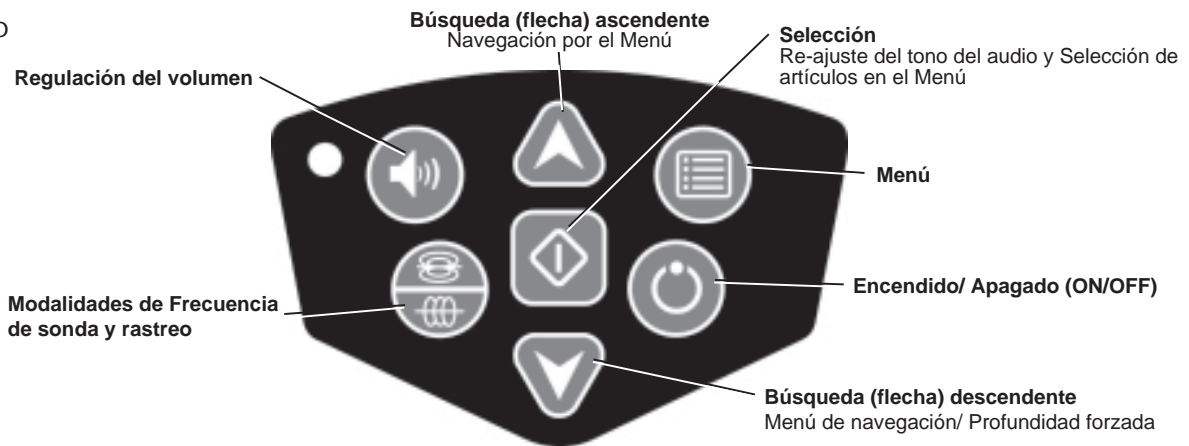 Búsqueda (flecha) ascendente
Navegación por el Menú
Selección
Re-ajuste del tono del audio y Selección de
artículos en el Menú
Regulación del volumen
Menú
Encendido/ Apagado (ON/OFF)
Modalidades de Frecuencia
de sonda y rastreo
Búsqueda (flecha) descendente
Menú de navegación/ Profundidad forzada